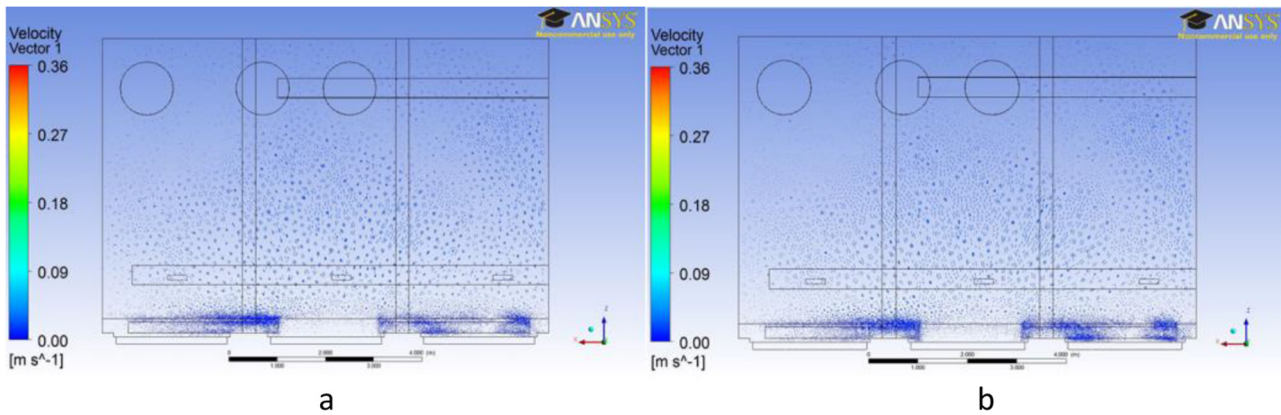 Velocity
Vector 1
0.36
0.27
0.18
0.09
0.00
[m s^-1]
ANSYS
Noncommercial use only
Z
X
0 2.000 4.000 (m)
1.000 3.000
a
Velocity
Vector 1
0.36
0.27
0.18
0.09
0.00
[m s^-1]
ANSYS
Noncommercial use only
Z
X
0 2.000 4.000 (m)
1.000 3.000
b